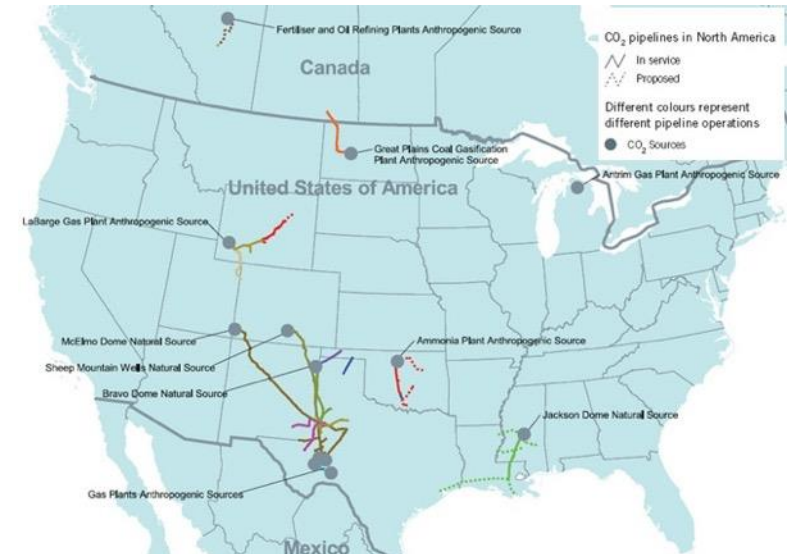 Fertiliser and Oil Refining Plants Anthropogenic Source
CO₂ pipelines in North America
In service
Proposed
Different colours represent
different pipeline operations
CO₂ Sources
Canada
Great Plains Coal Gasification
Plant Anthropogenic Source
Antrim Gas Plant Anthropogenic Source
United States of America
LaBarge Gas Plant Anthropogenic Source
McElmo Dome Natural Source
Ammonia Plant Anthropogenic Source
Sheep Mountain Wells Natural Source
Bravo Dome Natural Source
Jackson Dome Natural Source
Gas Plants Anthropogenic Sources
Mexico